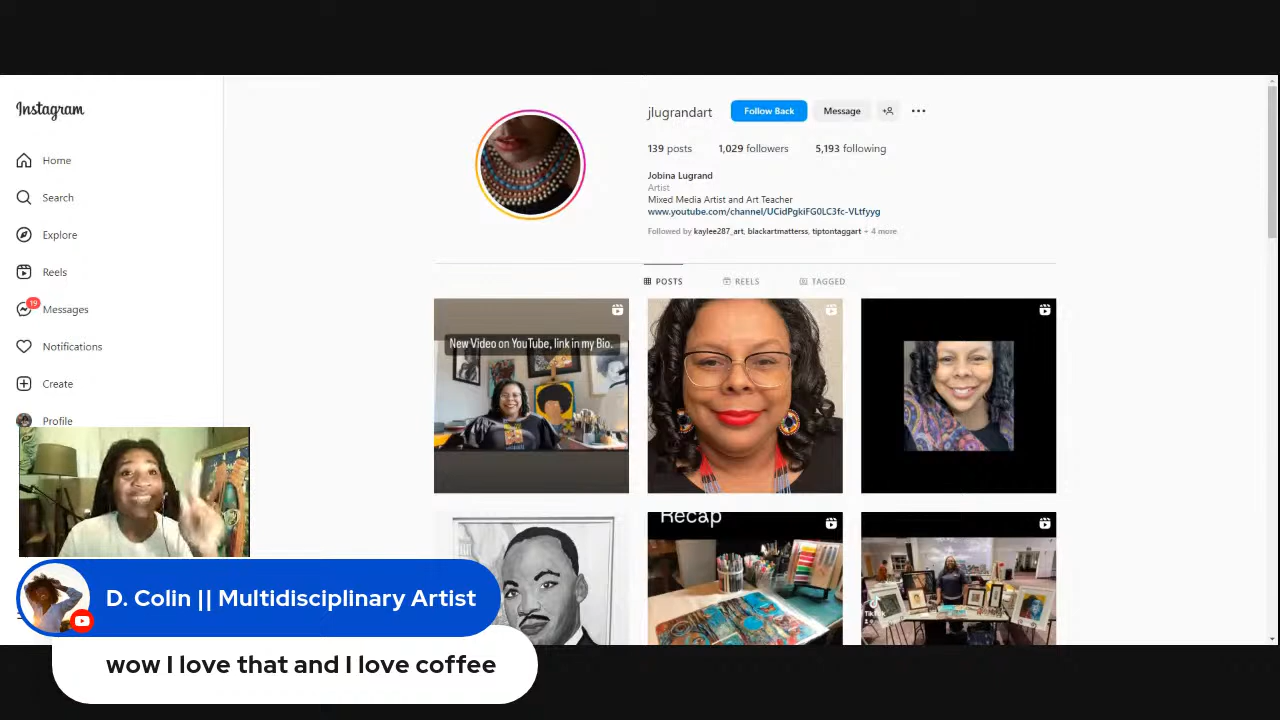 Instagram
Home
Search
Explore
Reels
19
Messages
Notifications
Create
Profile
jlugrandart
Follow Back
Message
139 posts 1,029 followers 5,193 following
Jobina Lugrand
Artist
Mixed Media Artist and Art Teacher
www.youtube.com/channel/UCidPgkiFG0LC3fc-VLtfyyg
Followed by kaylee287_art, blackartmatterss, tiptontaggart + 4 more
POSTS REELS TAGGED
New Video on YouTube, link in my Bio.
Recap
TikTok
D. Colin || Multidisciplinary Artist
wow I love that and I love coffee